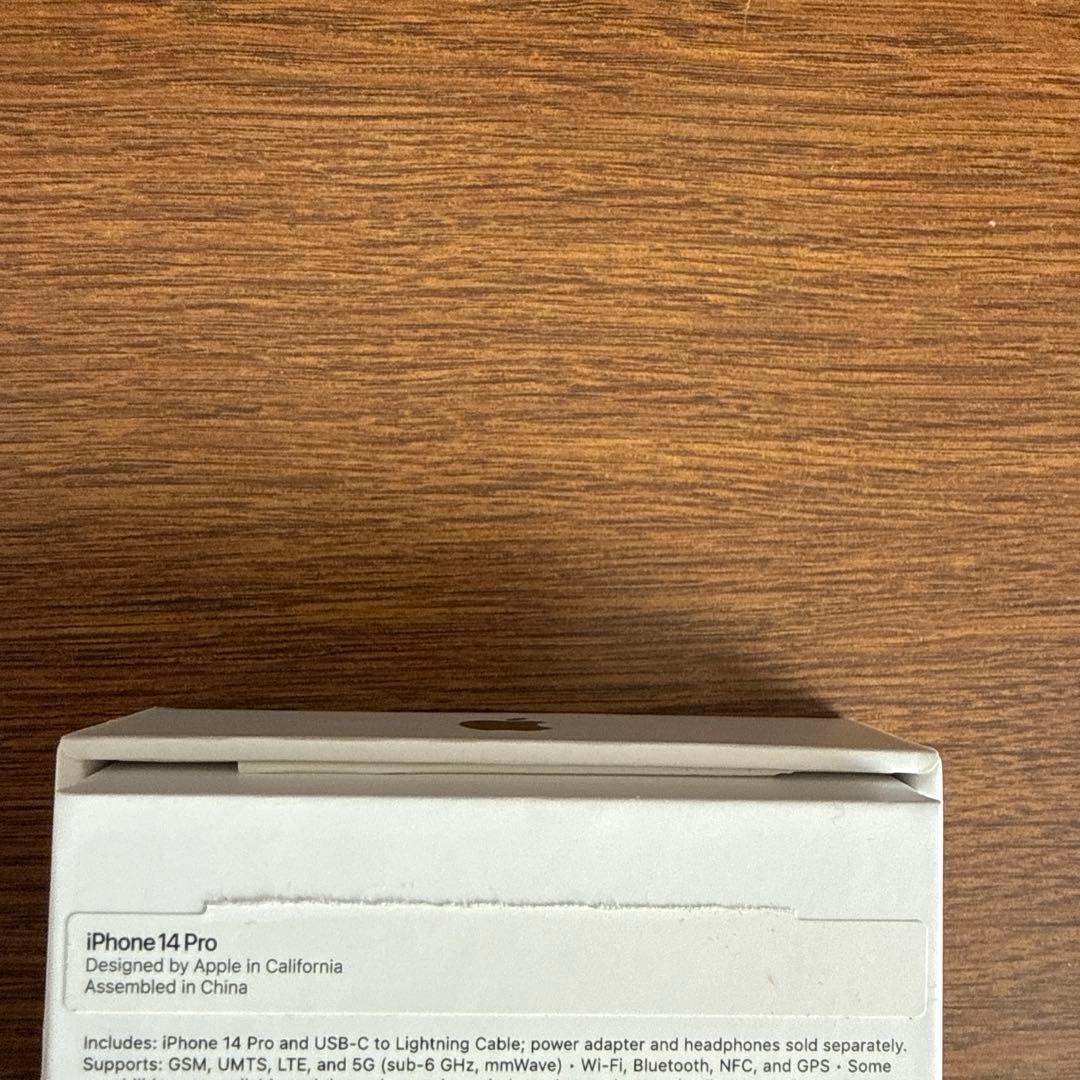 iPhone 14 Pro
Designed by Apple in California
Assembled in China
Includes: iPhone 14 Pro and USB-C to Lightning Cable; power adapter and headphones sold separately.
Supports: GSM, UMTS, LTE, and 5G (sub-6 GHz, mmWave) • Wi-Fi, Bluetooth, NFC, and GPS • Some